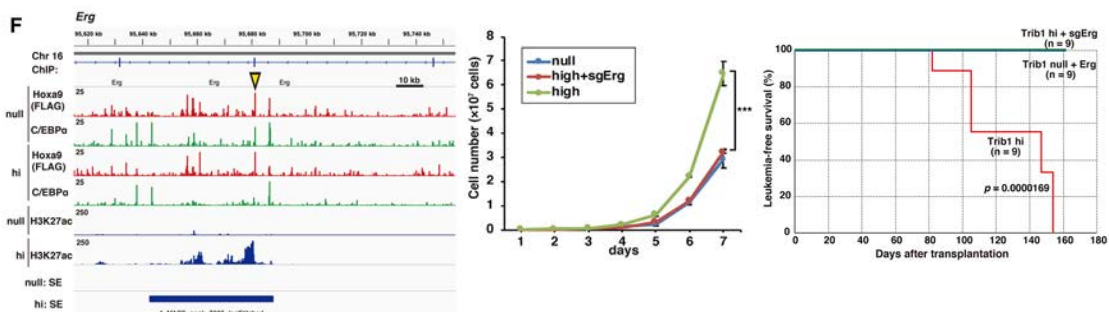 F
Erg
95,620 kb 95,640 kb 95,660 kb 95,680 kb 95,700 kb 95,720 kb 95,740 kb
Chr 16
ChIP:
Erg Erg Erg
10 kb
null
Hoxa9
(FLAG)
25
C/EBPα
25
hi
Hoxa9
(FLAG)
25
C/EBPα
25
null H3K27ac
250
hi H3K27ac
250
null: SE
hi: SE
8
7
6
5
4
3
2
1
0
Cell number (×10⁷ cells)
null
high+sgErg
high
***
1 2 3 4 5 6 7
days
Trib1 hi + sgErg
(n = 9)
Trib1 null + Erg
(n = 9)
Trib1 hi
(n = 9)
p = 0.0000169
Leukemia-free survival (%)
100
80
60
40
20
0
0 20 40 60 80 100 120 140 160 180
Days after transplantation